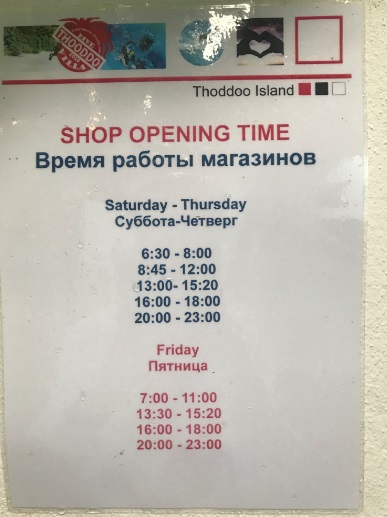 THODDOO
Thoddoo Island
SHOP OPENING TIME
Время работы магазинов
Saturday - Thursday
Суббота-Четверг
6:30 - 8:00
8:45 - 12:00
13:00- 15:20
16:00 - 18:00
20:00 - 23:00
Friday
Пятница
7:00 - 11:00
13:30 - 15:20
16:00 - 18:00
20:00 - 23:00